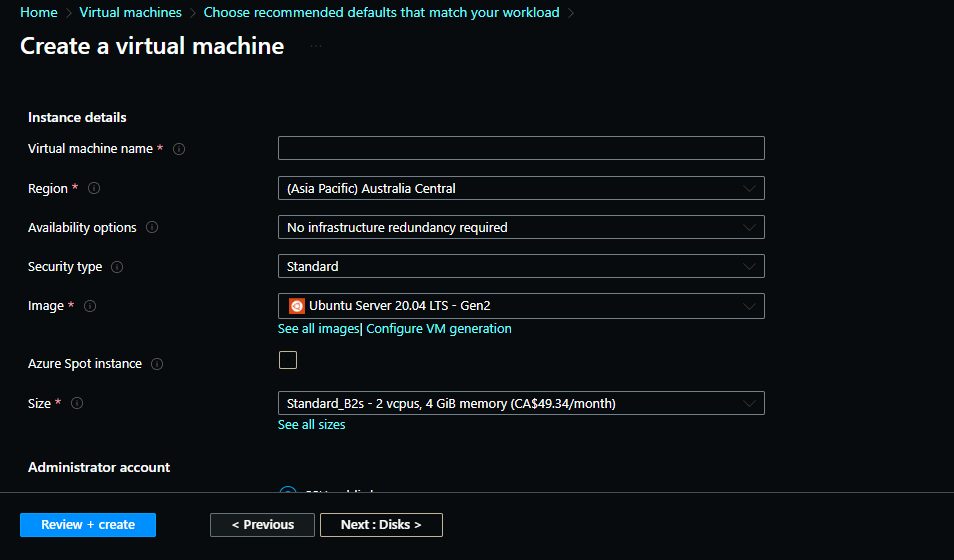 Home > Virtual machines > Choose recommended defaults that match your workload >
Create a virtual machine ...
Instance details
Virtual machine name *
Region * (Asia Pacific) Australia Central
Availability options No infrastructure redundancy required
Security type Standard
Image * Ubuntu Server 20.04 LTS - Gen2
See all images| Configure VM generation
Azure Spot instance
Size * Standard_B2s - 2 vcpus, 4 GiB memory (CA$49.34/month)
See all sizes
Administrator account
Review + create < Previous Next : Disks >